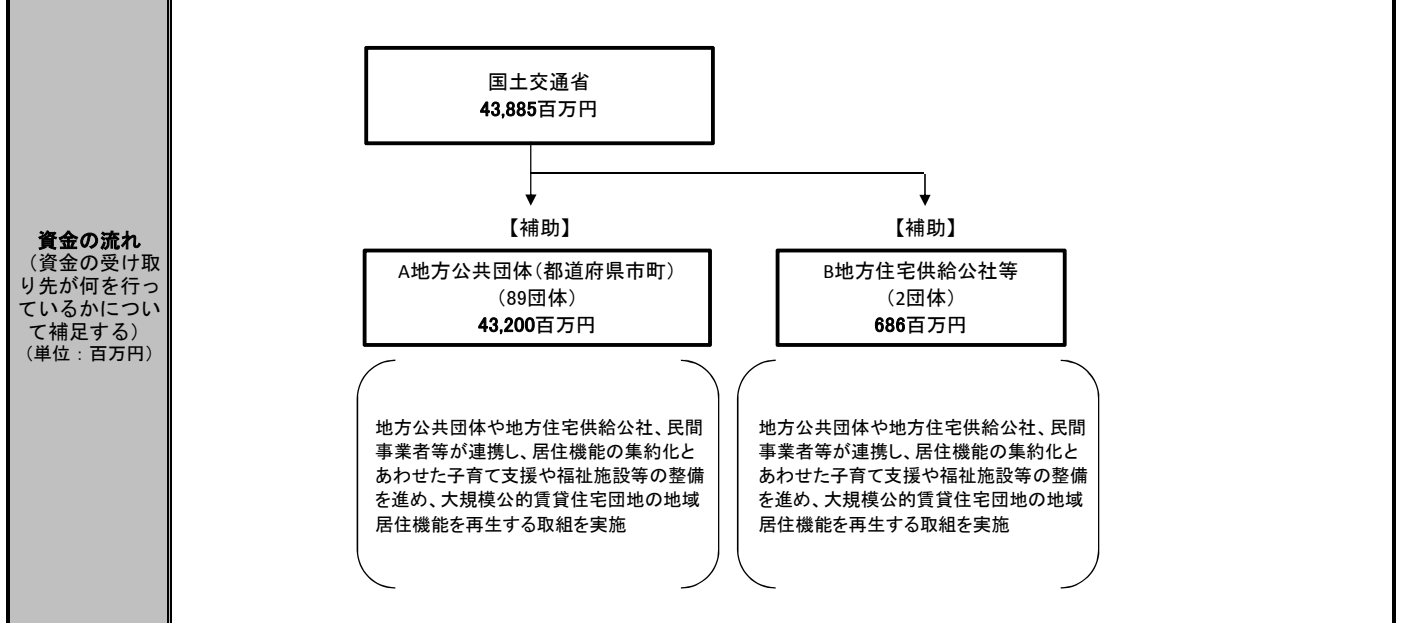 資金の流れ
（資金の受け取
り先が何を行っ
ているかについ
て補足する）
（単位：百万円）
国土交通省
43,885百万円
【補助】
A地方公共団体（都道府県市町）
（89団体）
43,200百万円
地方公共団体や地方住宅供給公社、民間
事業者等が連携し、居住機能の集約化と
あわせた子育て支援や福祉施設等の整備
を進め、大規模公的賃貸住宅団地の地域
居住機能を再生する取組を実施
【補助】
B地方住宅供給公社等
（2団体）
686百万円
地方公共団体や地方住宅供給公社、民間
事業者等が連携し、居住機能の集約化と
あわせた子育て支援や福祉施設等の整備
を進め、大規模公的賃貸住宅団地の地域
居住機能を再生する取組を実施